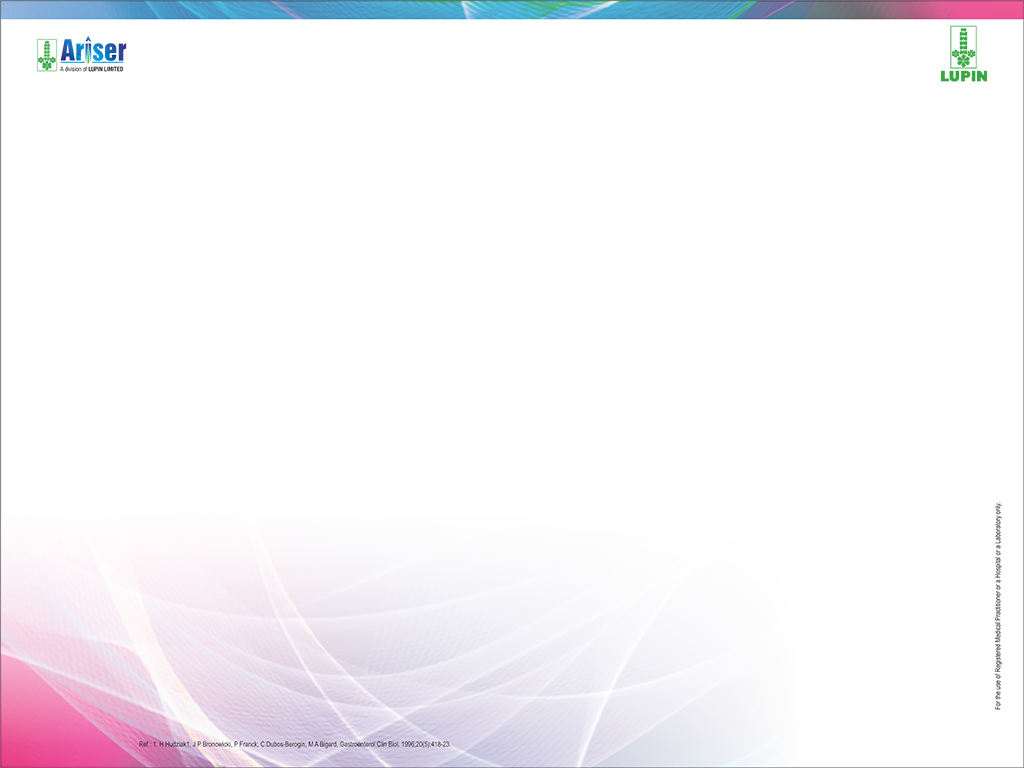 Ariser
A division of LUPIN LIMITED
LUPIN
For the use of Registered Medical Practitioner or a Hospital or a Laboratory only.
Ref : 1. H Hudziak1, J P Bronowicki, P Franck, C Dubos-Berogin, M A Bigard, Gastroenterol Clin Biol. 1996;20(5):418-23.